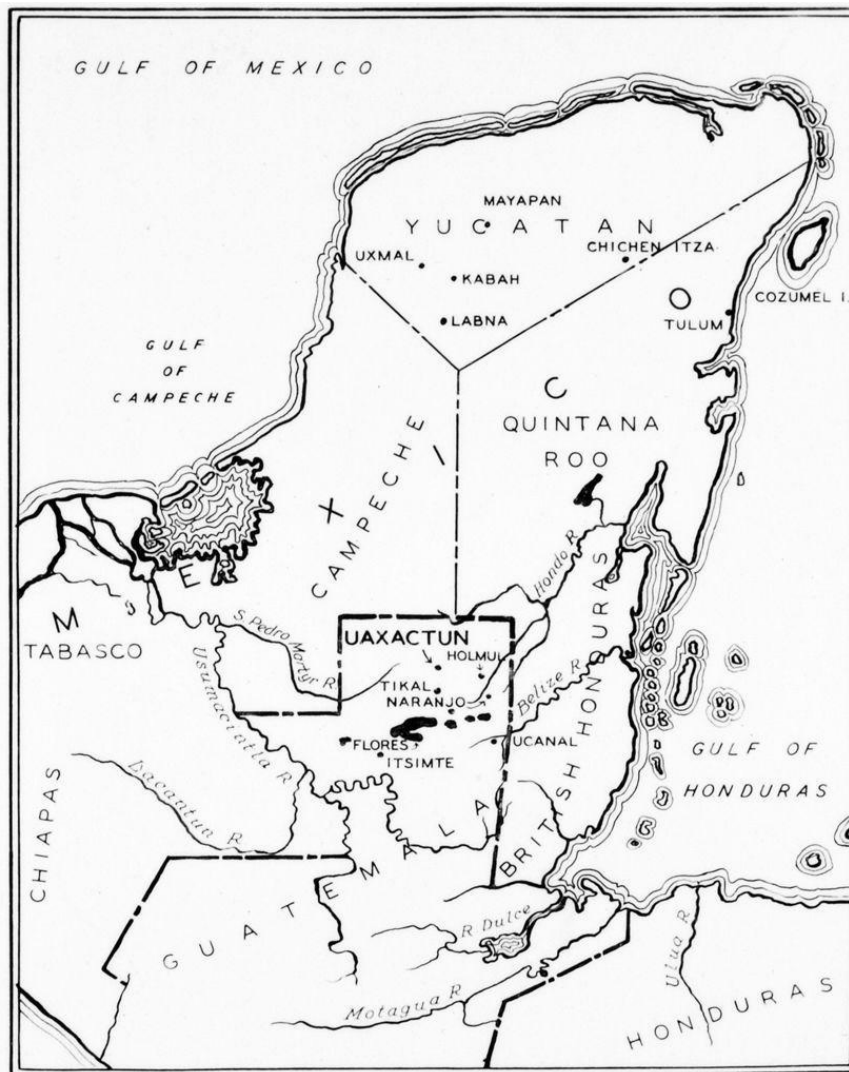 GULF OF MEXICO
MAYAPAN
YUCATAN
UXMAL
CHICHEN ITZA
KABAH
COZUMEL I.
LABNA
TULUM
GULF
OF
CAMPECHE
QUINTANA
ROO
CAMPECHE
MEXICO
TABASCO
Hondo R.
S. Pedro Martyr R.
UAXACTUN
HOLMUL
TIKAL
NARANJO
Usumacintla R.
Belize R.
BRITISH HONDURAS
FLORES
UCANAL
ITSIMTE
GULF OF
HONDURAS
CHIAPAS
Lacantun R.
GUATEMALA
R. Dulce
Motagua R.
Ulua R.
HONDURAS